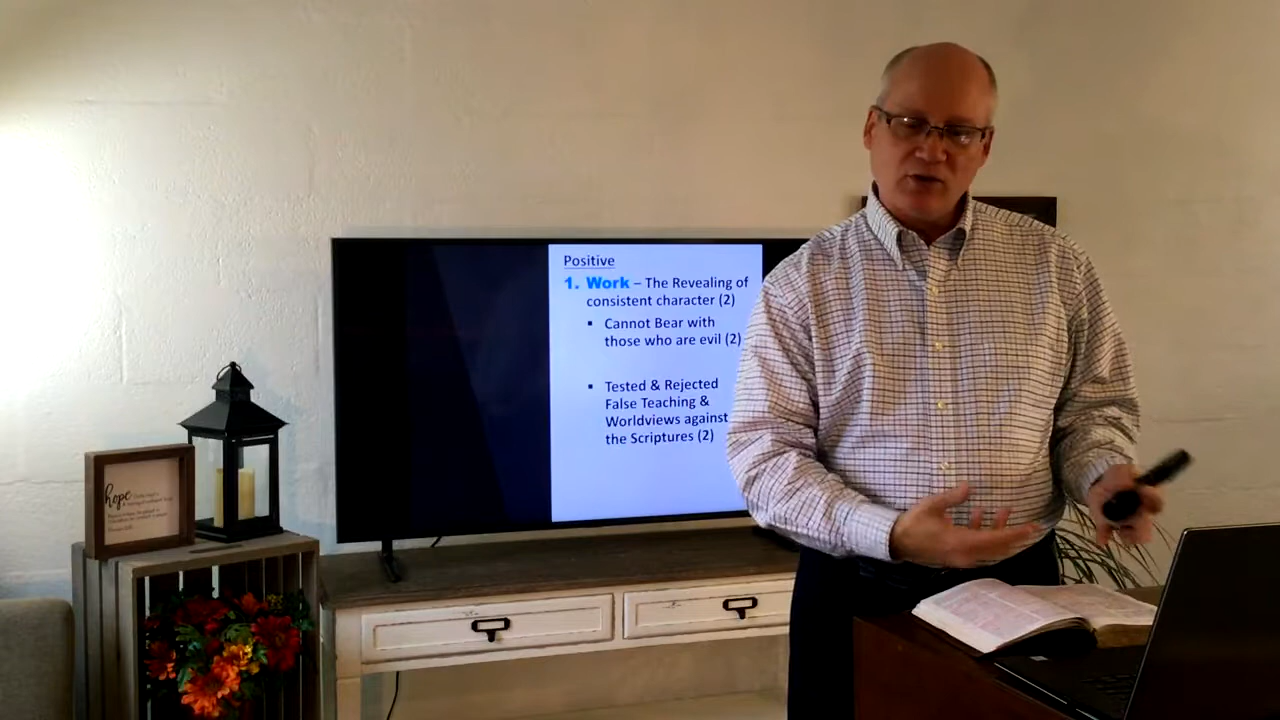 Positive
1. Work – The Revealing of
consistent character (2)
▪ Cannot Bear with
those who are evil (2)
▪ Tested & Rejected
False Teaching &
Worldviews against
the Scriptures (2)
hope